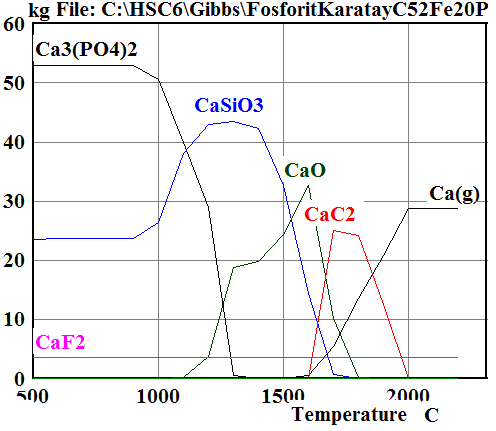 kg File: C:\HSC6\Gibbs\FosforitKaratayC52Fe20P
60
Ca3(PO4)2
50
CaSiO3
40
CaO
30
Ca(g)
CaC2
20
10
CaF2
0
500 1000 1500 2000
Temperature C